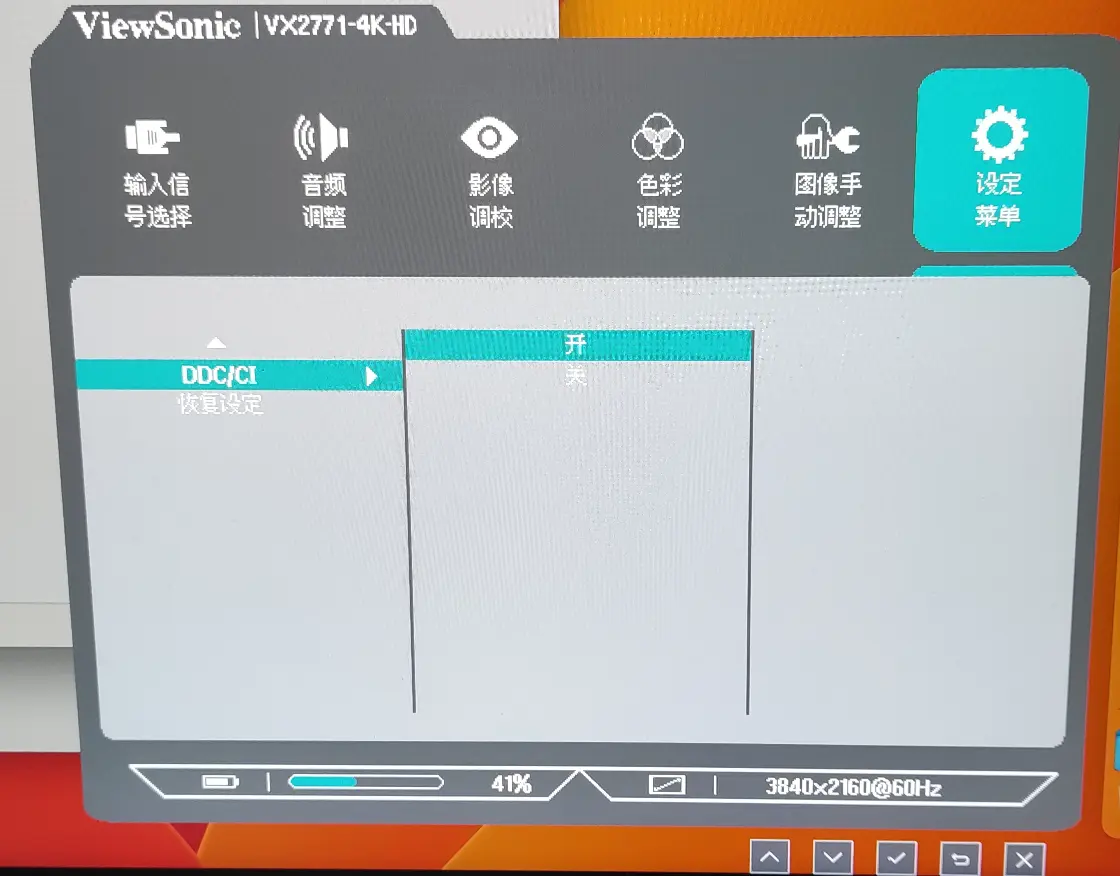 ViewSonic | VX2771-4K-HD
输入信
号选择
音频
调整
影像
调校
色彩
调整
图像手
动调整
设定
菜单
DDC/CI
恢复设定
开
关
41%
3840x2160@60Hz